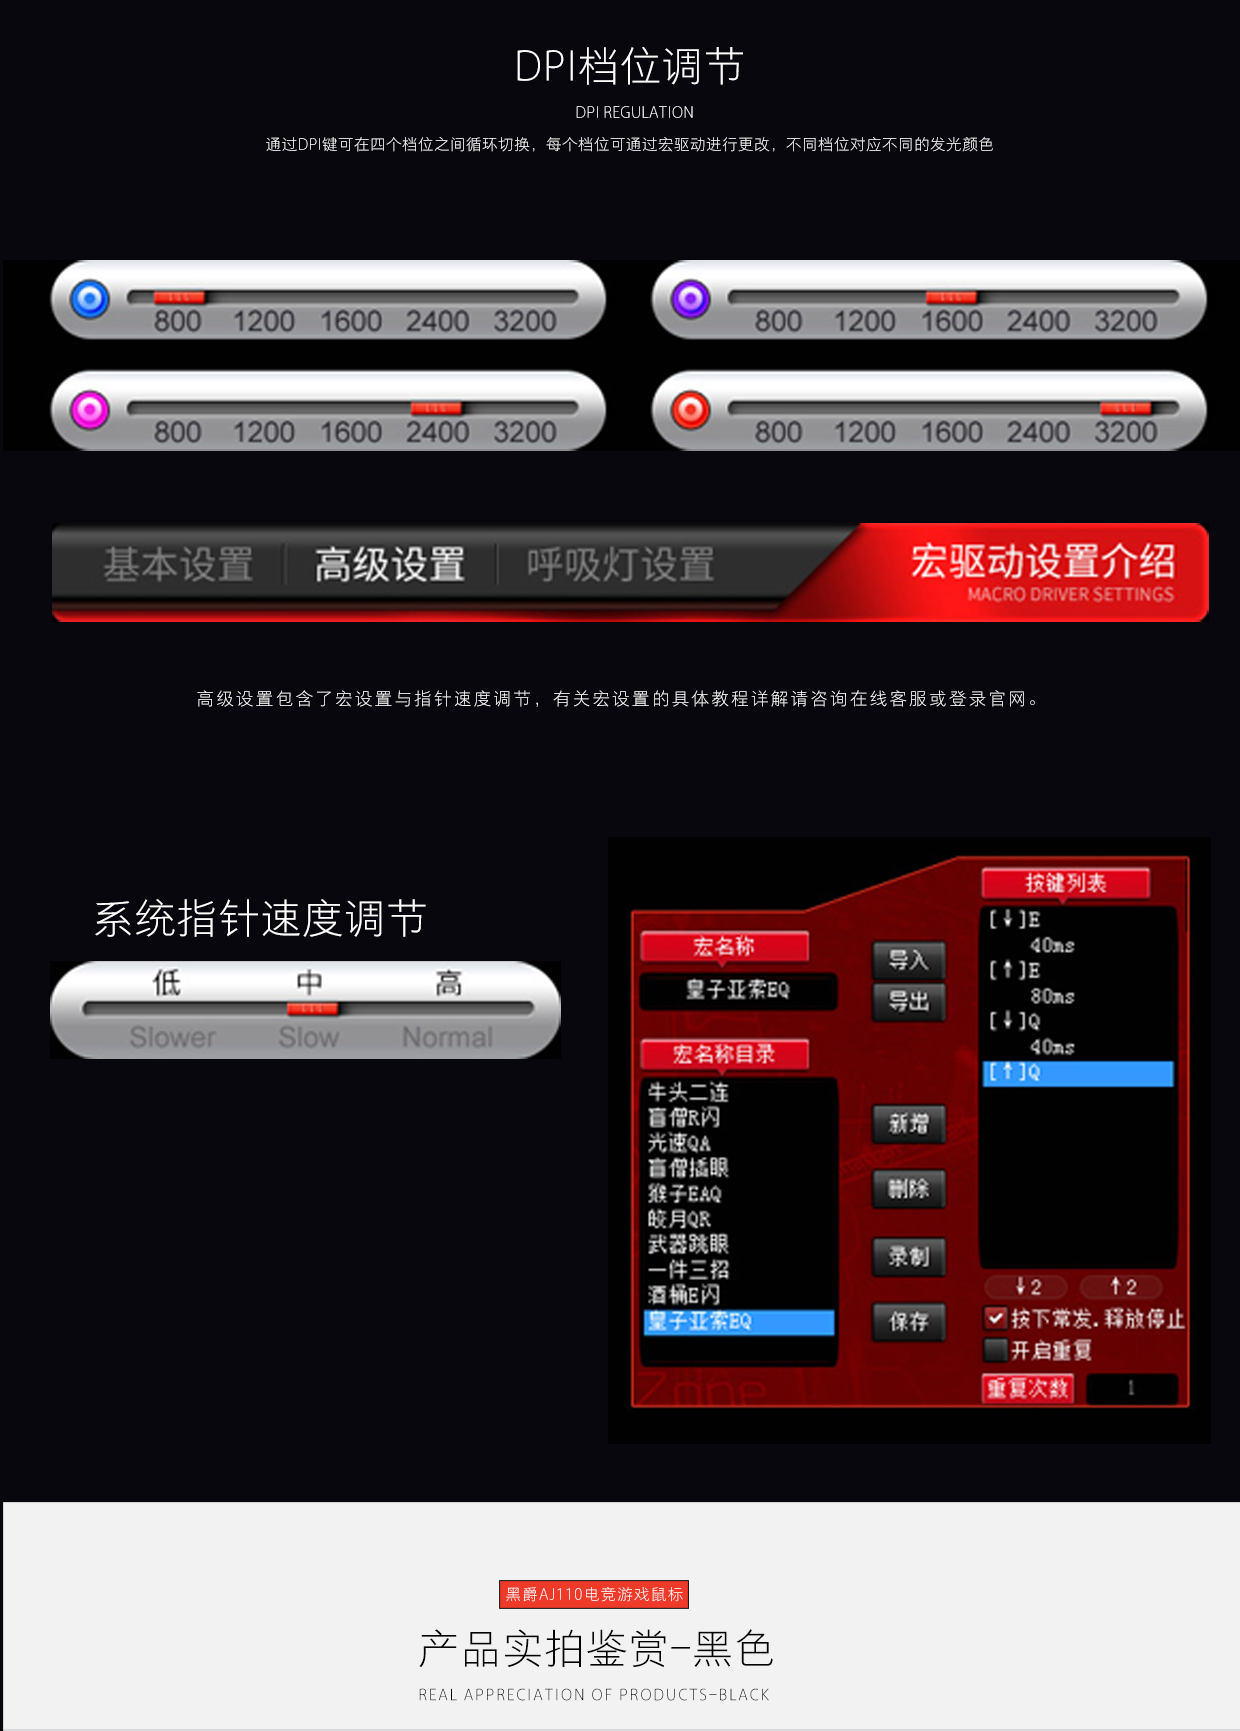 DPI档位调节
DPI REGULATION
通过DPI键可在四个档位之间循环切换，每个档位可通过宏驱动进行更改，不同档位对应不同的发光颜色
800 1200 1600 2400 3200
800 1200 1600 2400 3200
800 1200 1600 2400 3200
800 1200 1600 2400 3200
基本设置 高级设置 呼吸灯设置
宏驱动设置介绍
MACRO DRIVER SETTINGS
高级设置包含了宏设置与指针速度调节，有关宏设置的具体教程详解请咨询在线客服或登录官网。
系统指针速度调节
低 中 高
Slower Slow Normal
宏名称
皇子亚索EQ
宏名称目录
牛头二连
盲僧R闪
光速QA
盲僧插眼
猴子EAQ
皎月QR
武器跳眼
一件三招
酒桶E闪
皇子亚索EQ
导入
导出
新增
删除
录制
保存
按键列表
[↓]E
40ms
[↑]E
80ms
[↓]Q
40ms
[↑]Q
↓2 ↑2
按下常发.释放停止
开启重复
重复次数 1
Zone
黑爵AJ110电竞游戏鼠标
产品实拍鉴赏-黑色
REAL APPRECIATION OF PRODUCTS-BLACK